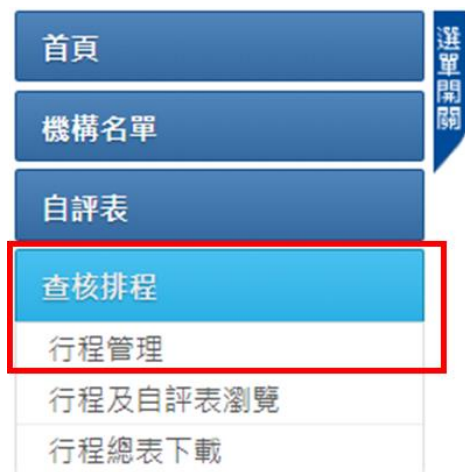 首頁
選單開關
機構名單
自評表
查核排程
行程管理
行程及自評表瀏覽
行程總表下載